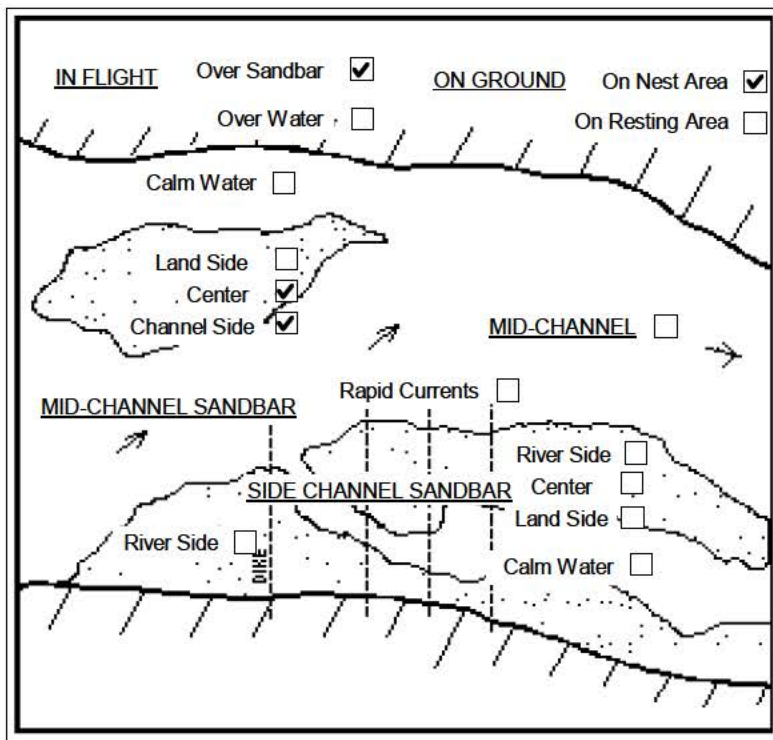 IN FLIGHT Over Sandbar ON GROUND On Nest Area
Over Water On Resting Area
Calm Water
Land Side
Center
Channel Side
MID-CHANNEL
Rapid Currents
MID-CHANNEL SANDBAR
River Side
SIDE CHANNEL SANDBAR Center
Land Side
River Side
DIKE
Calm Water